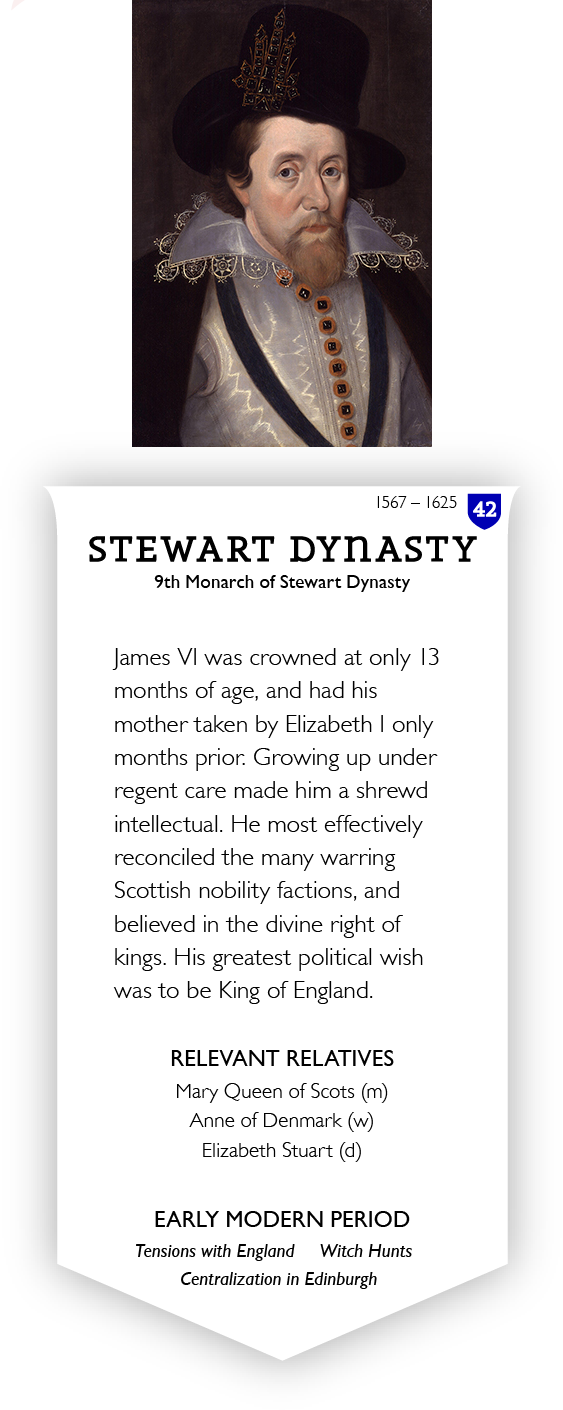 1567 – 1625 42
STEWART DYNASTY
9th Monarch of Stewart Dynasty
James VI was crowned at only 13
months of age, and had his
mother taken by Elizabeth I only
months prior. Growing up under
regent care made him a shrewd
intellectual. He most effectively
reconciled the many warring
Scottish nobility factions, and
believed in the divine right of
kings. His greatest political wish
was to be King of England.
RELEVANT RELATIVES
Mary Queen of Scots (m)
Anne of Denmark (w)
Elizabeth Stuart (d)
EARLY MODERN PERIOD
Tensions with England Witch Hunts
Centralization in Edinburgh